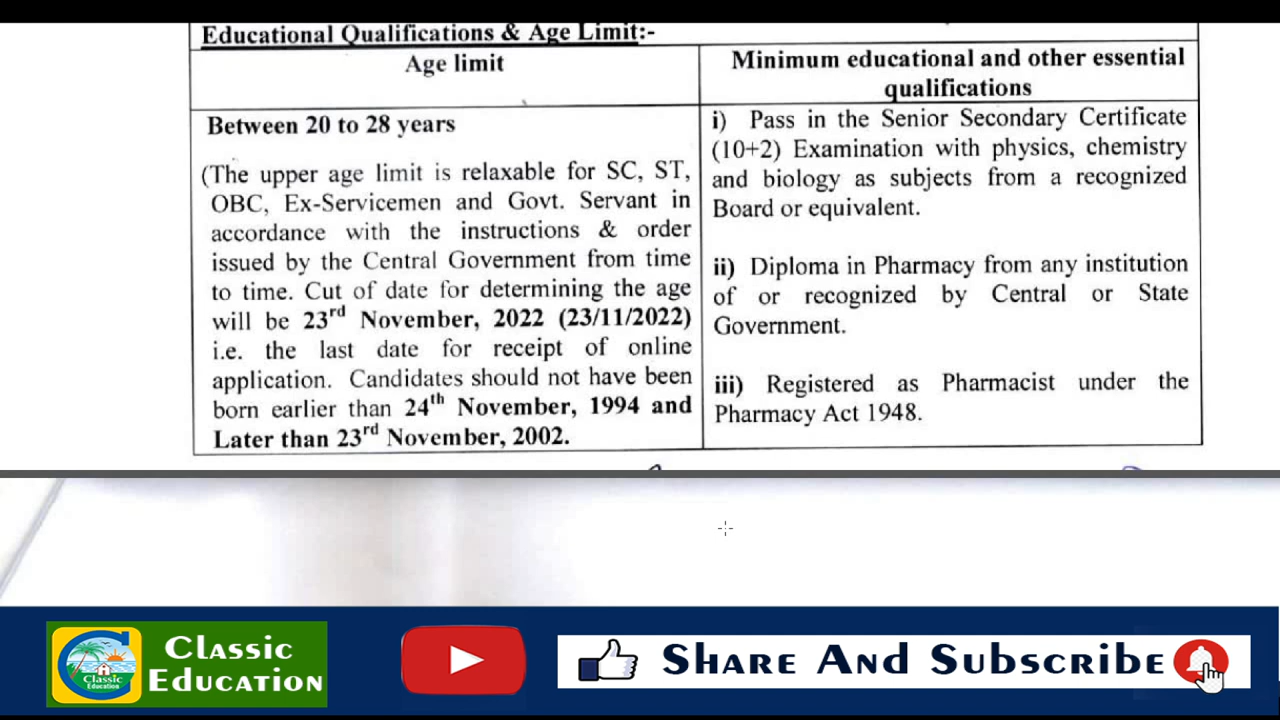 Educational Qualifications & Age Limit:-
Age limit
Minimum educational and other essential
qualifications
Between 20 to 28 years
(The upper age limit is relaxable for SC, ST,
OBC, Ex-Servicemen and Govt. Servant in
accordance with the instructions & order
issued by the Central Government from time
to time. Cut of date for determining the age
will be 23rd November, 2022 (23/11/2022)
i.e. the last date for receipt of online
application. Candidates should not have been
born earlier than 24th November, 1994 and
Later than 23rd November, 2002.
i) Pass in the Senior Secondary Certificate
(10+2) Examination with physics, chemistry
and biology as subjects from a recognized
Board or equivalent.
ii) Diploma in Pharmacy from any institution
of or recognized by Central or State
Government.
iii) Registered as Pharmacist under the
Pharmacy Act 1948.
Classic
Education
CLASSIC
EDUCATION
SHARE AND SUBSCRIBE